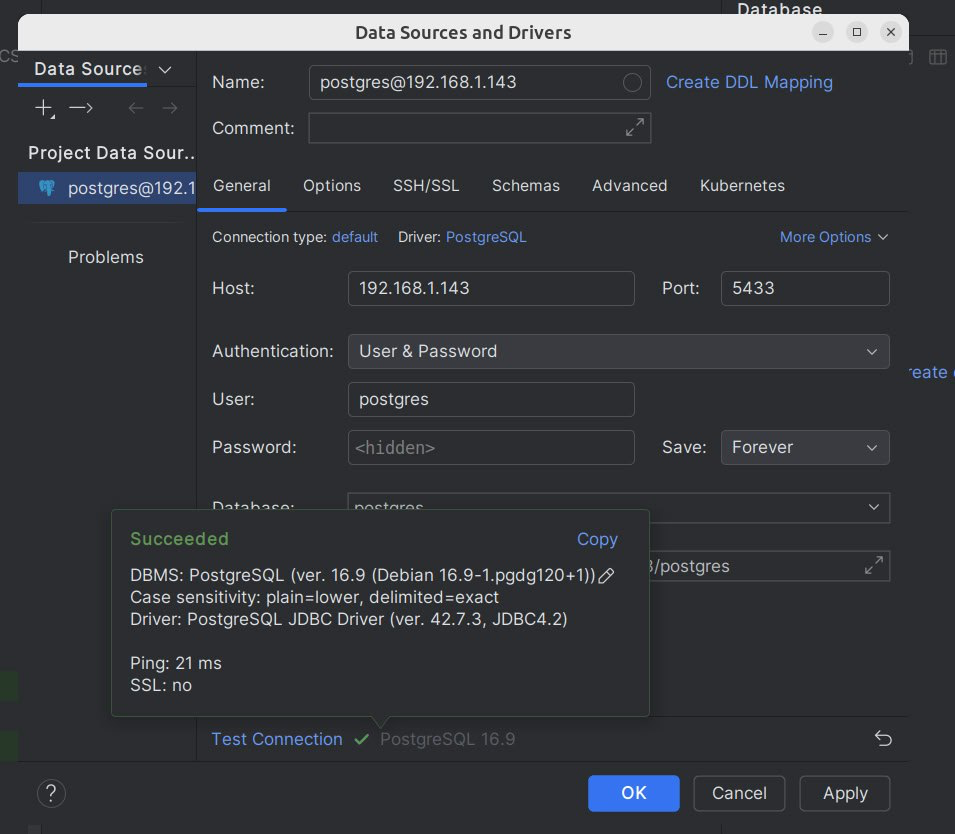 Database
Data Sources and Drivers
CS
Data Source
Name: postgres@192.168.1.143 Create DDL Mapping
Comment:
Project Data Sour..
postgres@192.1
Problems
General Options SSH/SSL Schemas Advanced Kubernetes
Connection type: default Driver: PostgreSQL More Options
Host: 192.168.1.143 Port: 5433
Authentication: User & Password
reate
User: postgres
Password: <hidden> Save: Forever
Database: postgres
3/postgres
Succeeded Copy
DBMS: PostgreSQL (ver. 16.9 (Debian 16.9-1.pgdg120+1))
Case sensitivity: plain=lower, delimited=exact
Driver: PostgreSQL JDBC Driver (ver. 42.7.3, JDBC4.2)
Ping: 21 ms
SSL: no
Test Connection PostgreSQL 16.9
? OK Cancel Apply